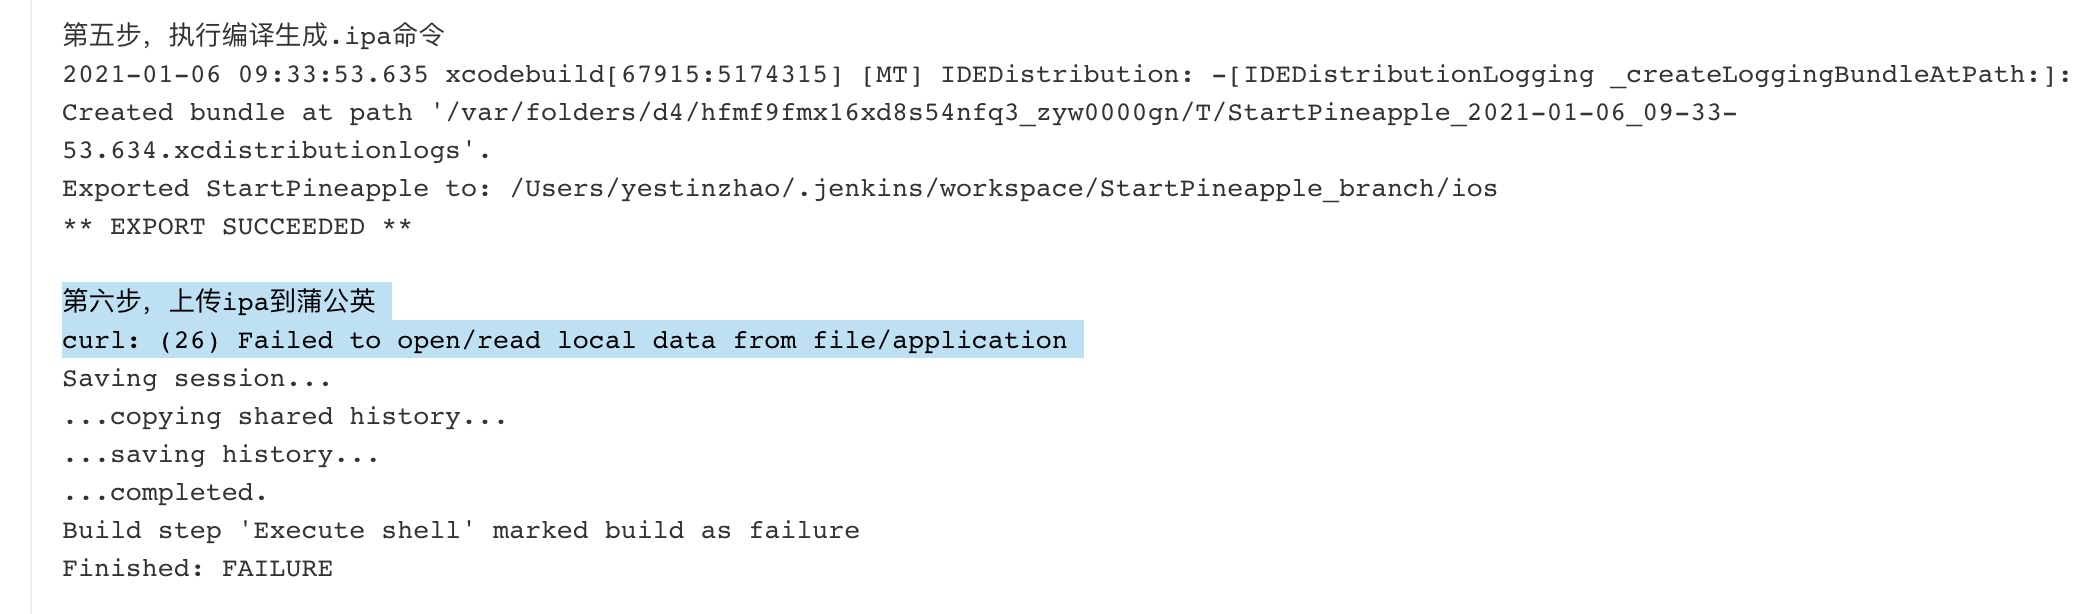 第五步，执行编译生成.ipa命令
2021-01-06 09:33:53.635 xcodebuild[67915:5174315] [MT] IDEDistribution: -[IDEDistributionLogging _createLoggingBundleAtPath:]:
Created bundle at path '/var/folders/d4/hfmf9fmx16xd8s54nfq3_zyw0000gn/T/StartPineapple_2021-01-06_09-33-
53.634.xcdistributionlogs'.
Exported StartPineapple to: /Users/yestinzhao/.jenkins/workspace/StartPineapple_branch/ios
** EXPORT SUCCEEDED **
第六步，上传ipa到蒲公英
curl: (26) Failed to open/read local data from file/application
Saving session...
...copying shared history...
...saving history...
...completed.
Build step 'Execute shell' marked build as failure
Finished: FAILURE